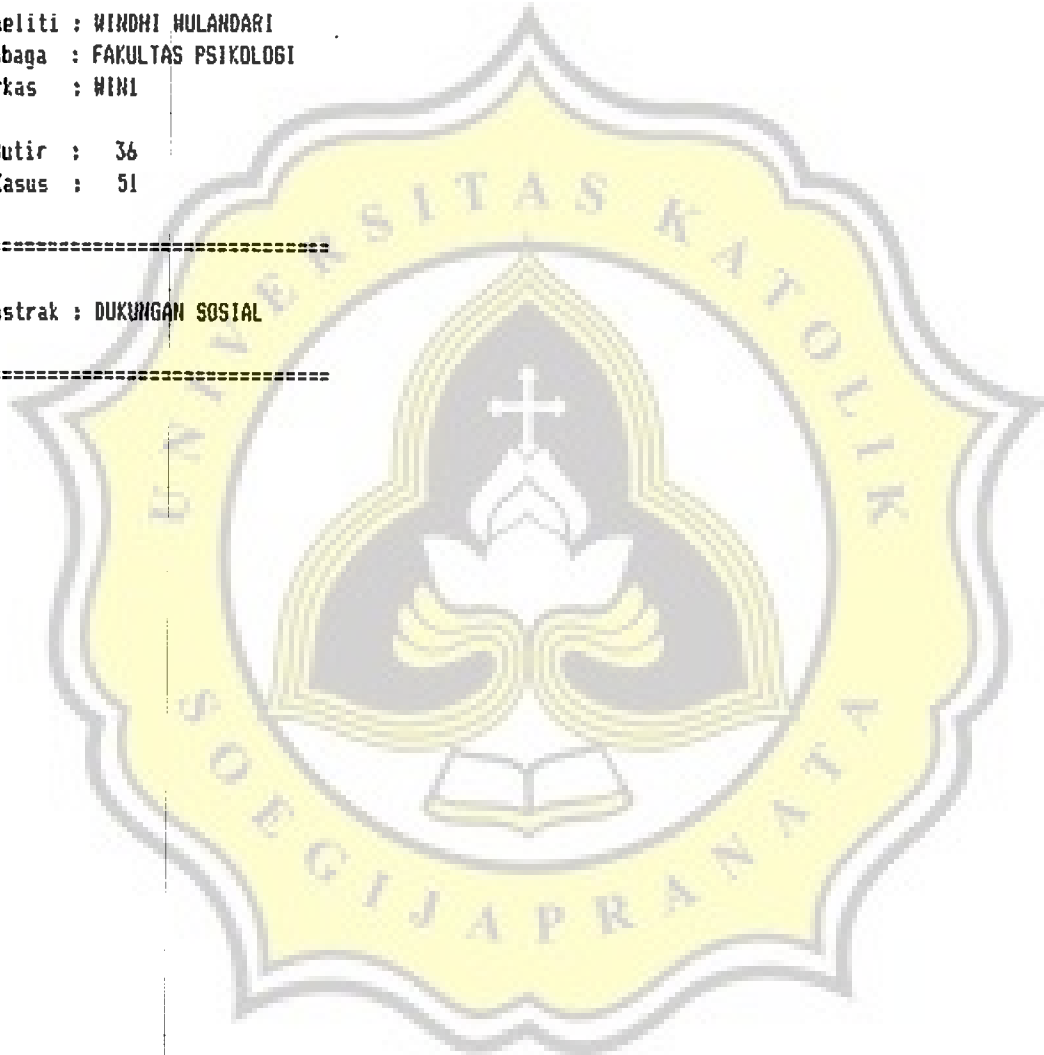 eliti : WINDHI WULANDARI
baga : FAKULTAS PSIKOLOGI
kas : WIN1
utir : 36
asus : 51
==============================
strak : DUKUNGAN SOSIAL
==============================
UNIVERSITAS KATOLIK
SOEGIJAPRANATA